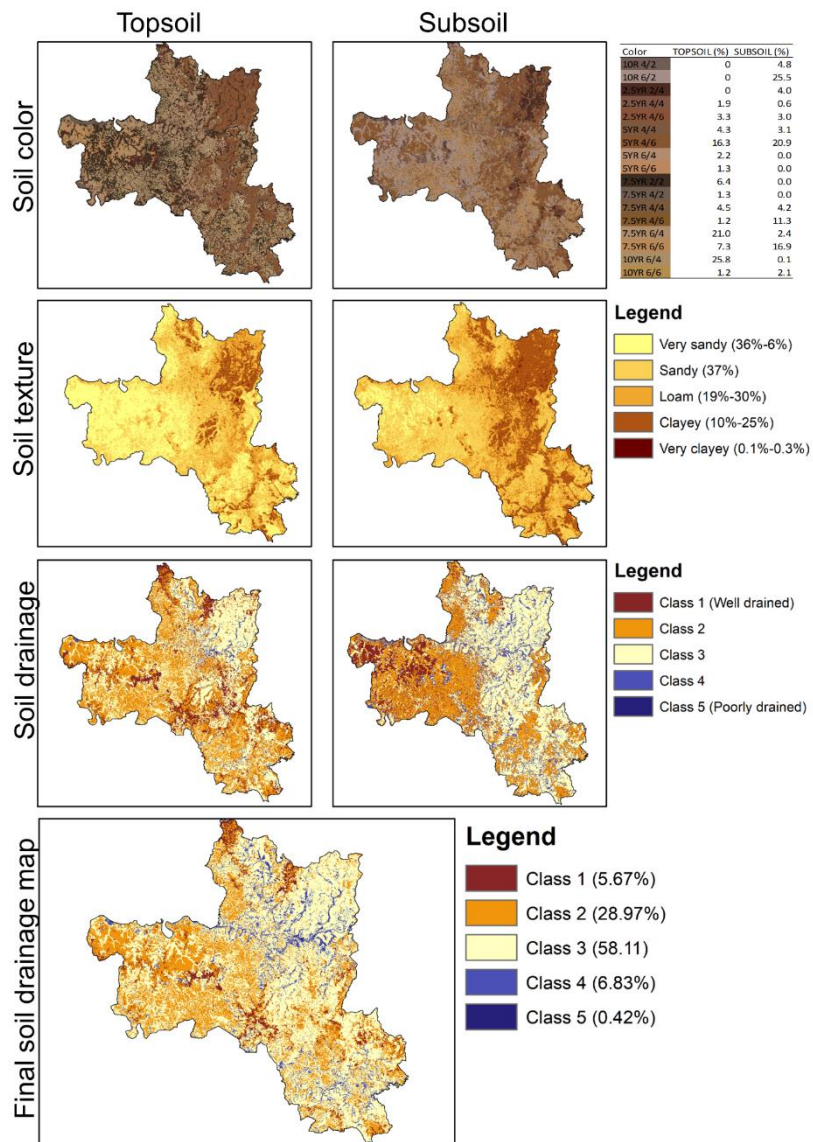 Topsoil
Subsoil
Soil color
Color TOPSOIL (%) SUBSOIL (%)
10R 4/2 0 4.8
10R 6/2 0 25.5
2.5YR 2/4 0 4.0
2.5YR 4/4 1.9 0.6
2.5YR 4/6 3.3 3.0
5YR 4/4 4.3 3.1
5YR 4/6 16.3 20.9
5YR 6/4 2.2 0.0
5YR 6/6 1.3 0.0
7.5YR 2/2 6.4 0.0
7.5YR 4/2 1.3 0.0
7.5YR 4/4 4.5 4.2
7.5YR 4/6 1.2 11.3
7.5YR 6/4 21.0 2.4
7.5YR 6/6 7.3 16.9
10YR 6/4 25.8 0.1
10YR 6/6 1.2 2.1
Soil texture
Legend
Very sandy (36%-6%)
Sandy (37%)
Loam (19%-30%)
Clayey (10%-25%)
Very clayey (0.1%-0.3%)
Soil drainage
Legend
Class 1 (Well drained)
Class 2
Class 3
Class 4
Class 5 (Poorly drained)
Final soil drainage map
Legend
Class 1 (5.67%)
Class 2 (28.97%)
Class 3 (58.11)
Class 4 (6.83%)
Class 5 (0.42%)